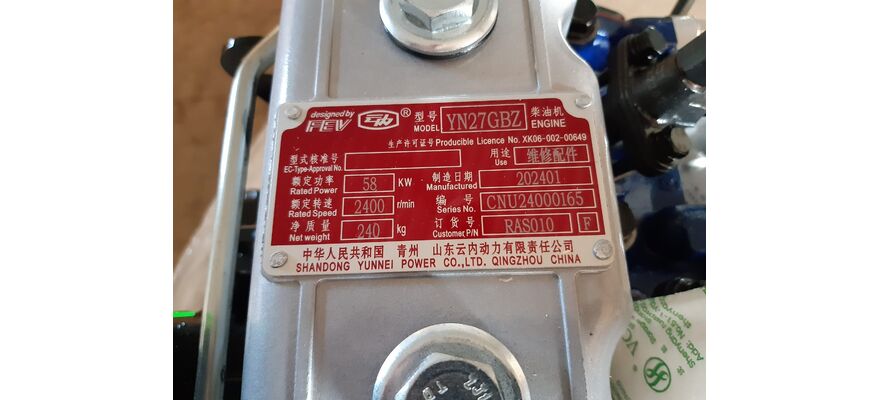 designed by FEV ® 型号 MODEL YN27GBZ 柴油机 ENGINE
生产许可证号 Producible Licence No. XK06-002-00649
型式核准号 EC-Type-Approval No. 用途 Use 维修配件
额定功率 Rated Power 58 KW 制造日期 Manufactured 202401
额定转速 Rated Speed 2400 r/min 编号 Series No. CNU24000165
净质量 Net weight 240 kg 订货号 Customer P/N RAS010 F
中华人民共和国 青州 山东云内动力有限责任公司
SHANDONG YUNNEI POWER CO.,LTD. QINGZHOU CHINA